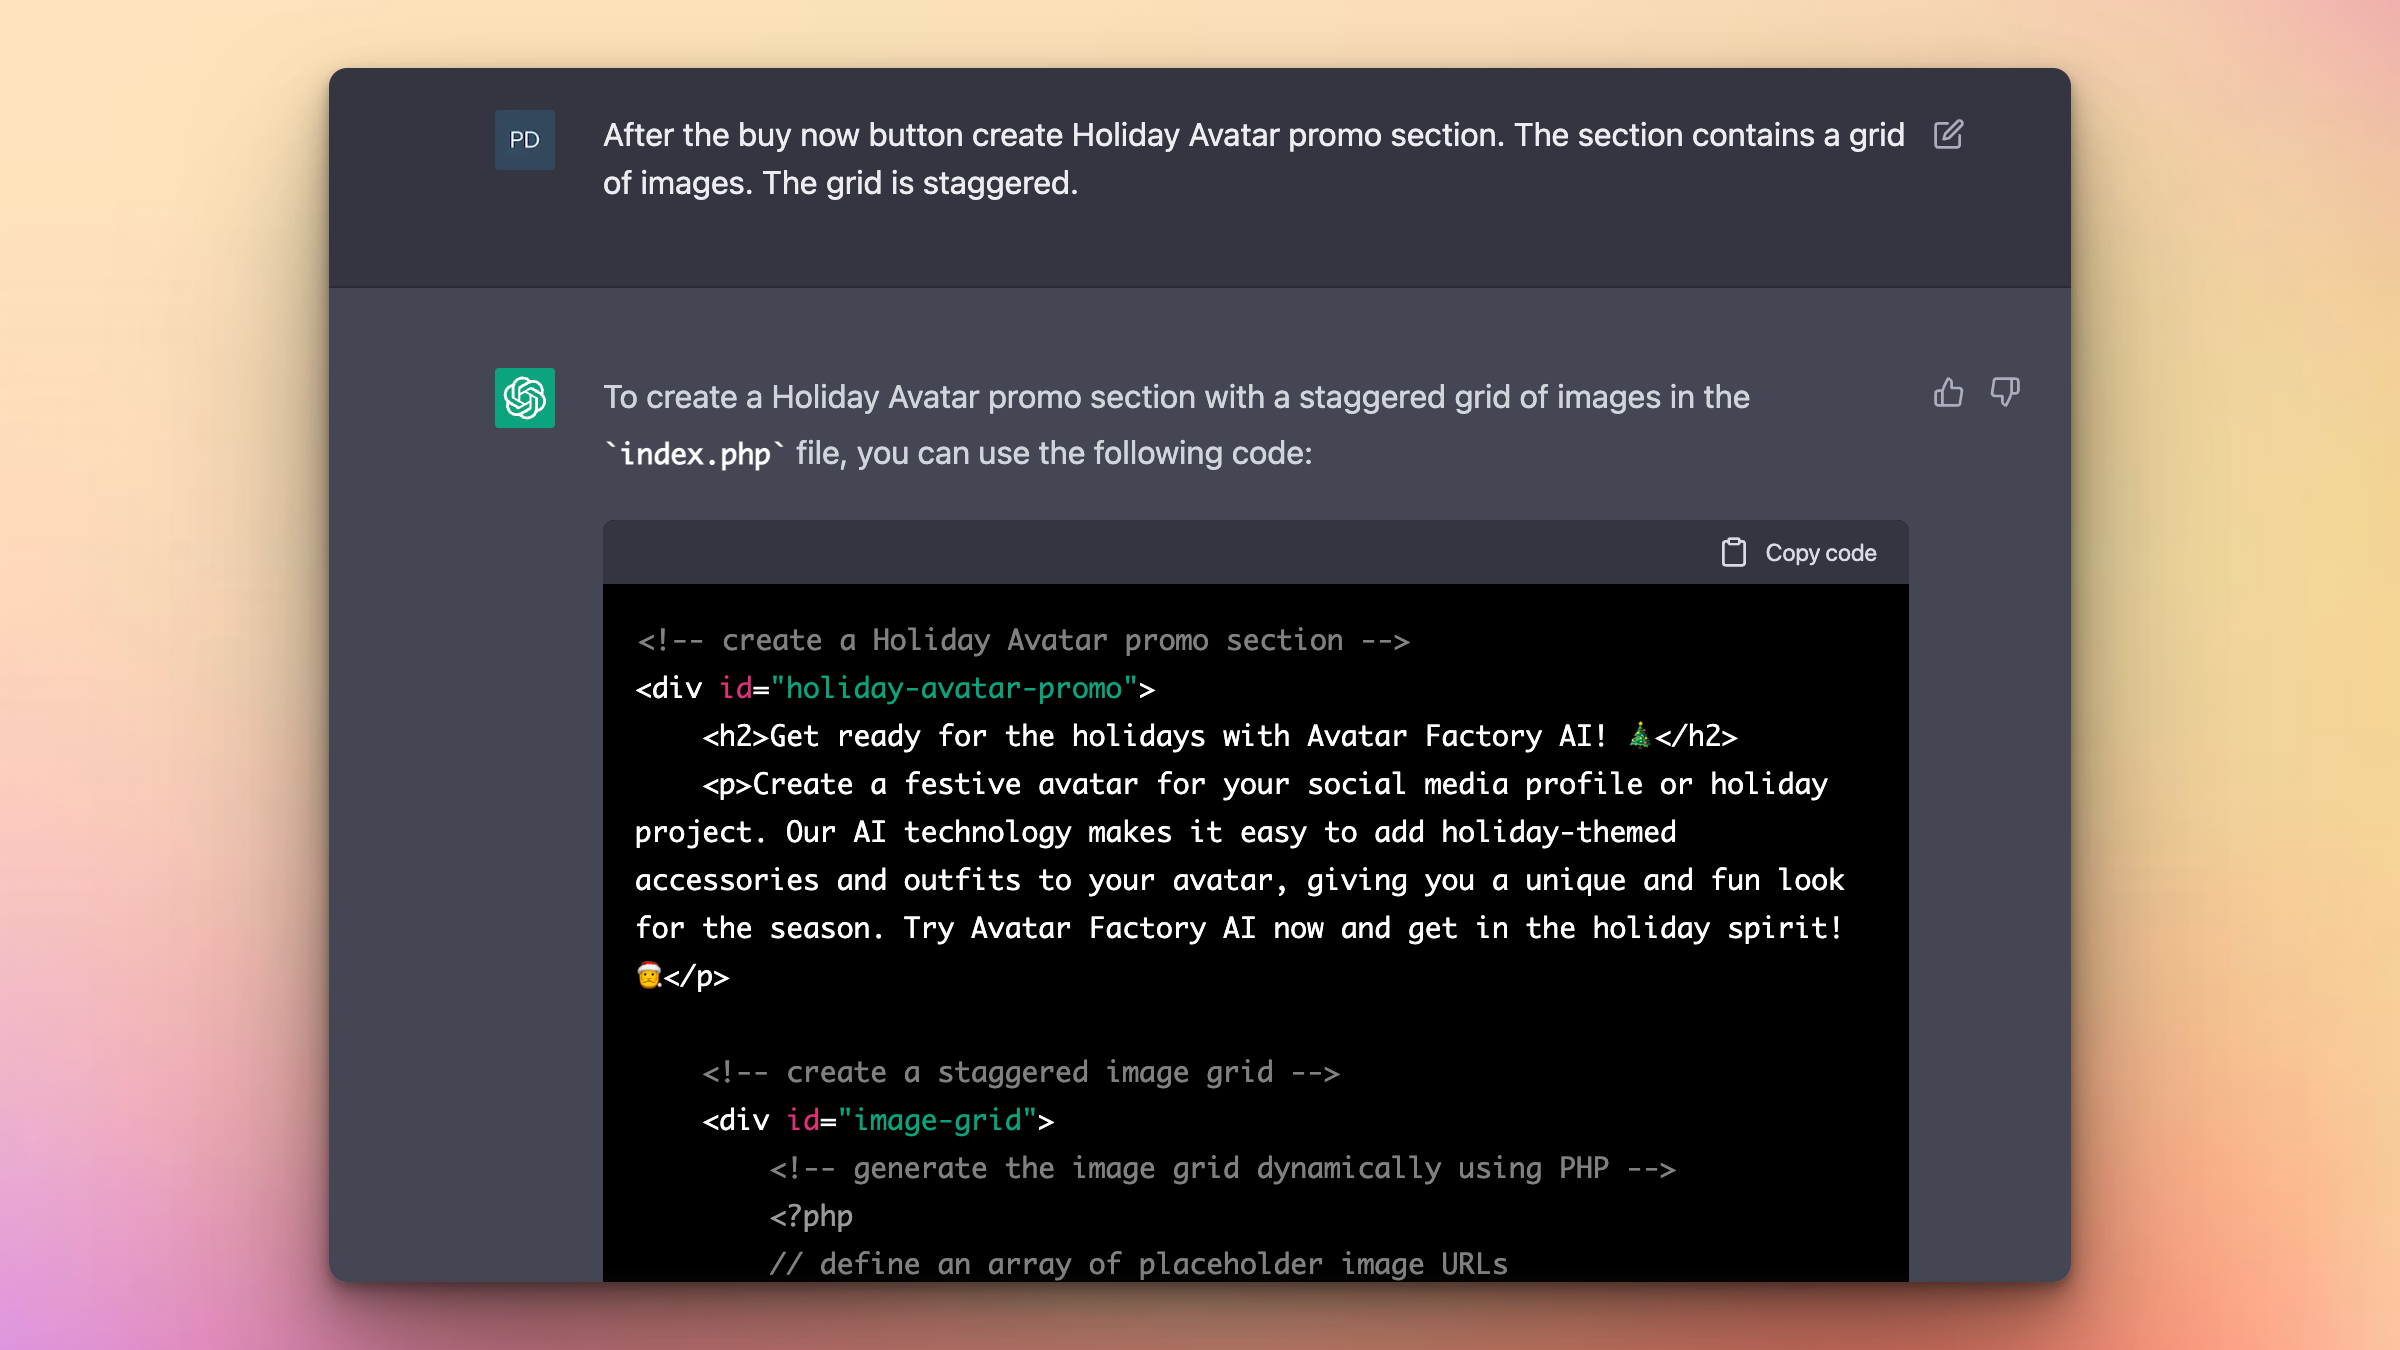 PD
After the buy now button create Holiday Avatar promo section. The section contains a grid
of images. The grid is staggered.
To create a Holiday Avatar promo section with a staggered grid of images in the
`index.php` file, you can use the following code:
Copy code
<!-- create a Holiday Avatar promo section -->
<div id="holiday-avatar-promo">
    <h2>Get ready for the holidays with Avatar Factory AI! 🎄</h2>
    <p>Create a festive avatar for your social media profile or holiday
project. Our AI technology makes it easy to add holiday-themed
accessories and outfits to your avatar, giving you a unique and fun look
for the season. Try Avatar Factory AI now and get in the holiday spirit!
🎅</p>
    <!-- create a staggered image grid -->
    <div id="image-grid">
        <!-- generate the image grid dynamically using PHP -->
        <?php
        // define an array of placeholder image URLs